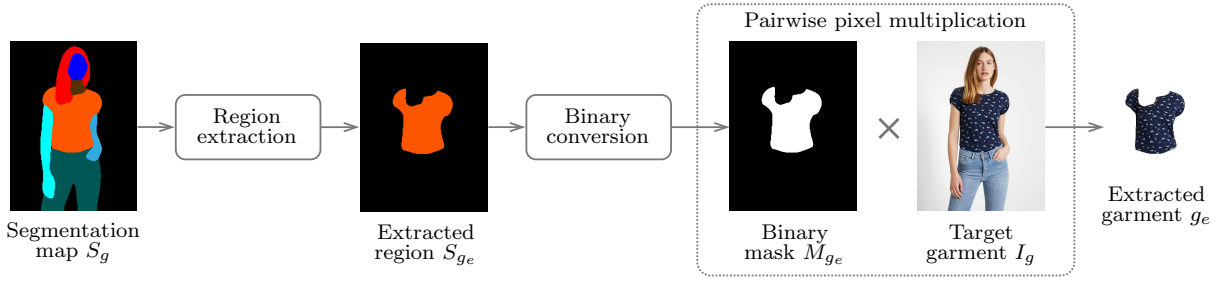 Pairwise pixel multiplication
Region
extraction
Binary
conversion
×
Segmentation
map S_g
Extracted
region S_{g_e}
Binary
mask M_{g_e}
Target
garment I_g
Extracted
garment g_e